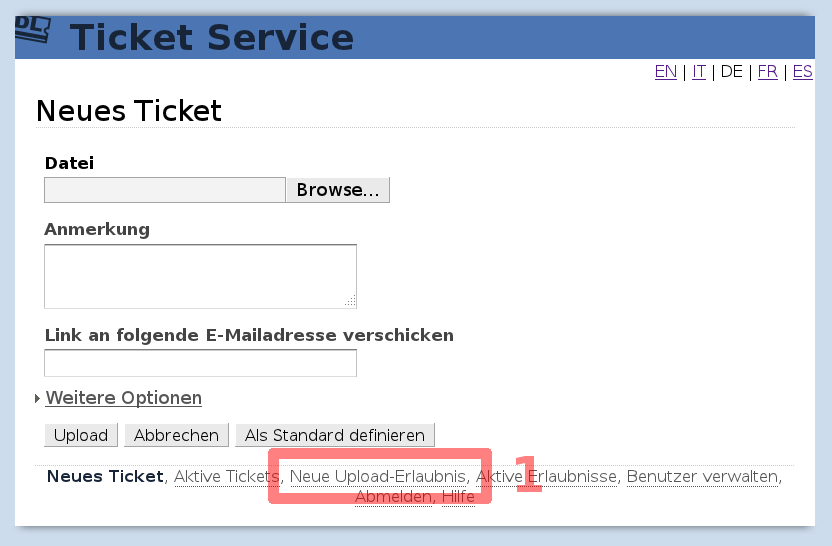 DL
Ticket Service
EN | IT | DE | FR | ES
Neues Ticket
Datei
Browse...
Anmerkung
Link an folgende E-Mailadresse verschicken
Weitere Optionen
Upload Abbrechen Als Standard definieren
Neues Ticket, Aktive Tickets, Neue Upload-Erlaubnis, Aktive Erlaubnisse, Benutzer verwalten,
Abmelden, Hilfe
1